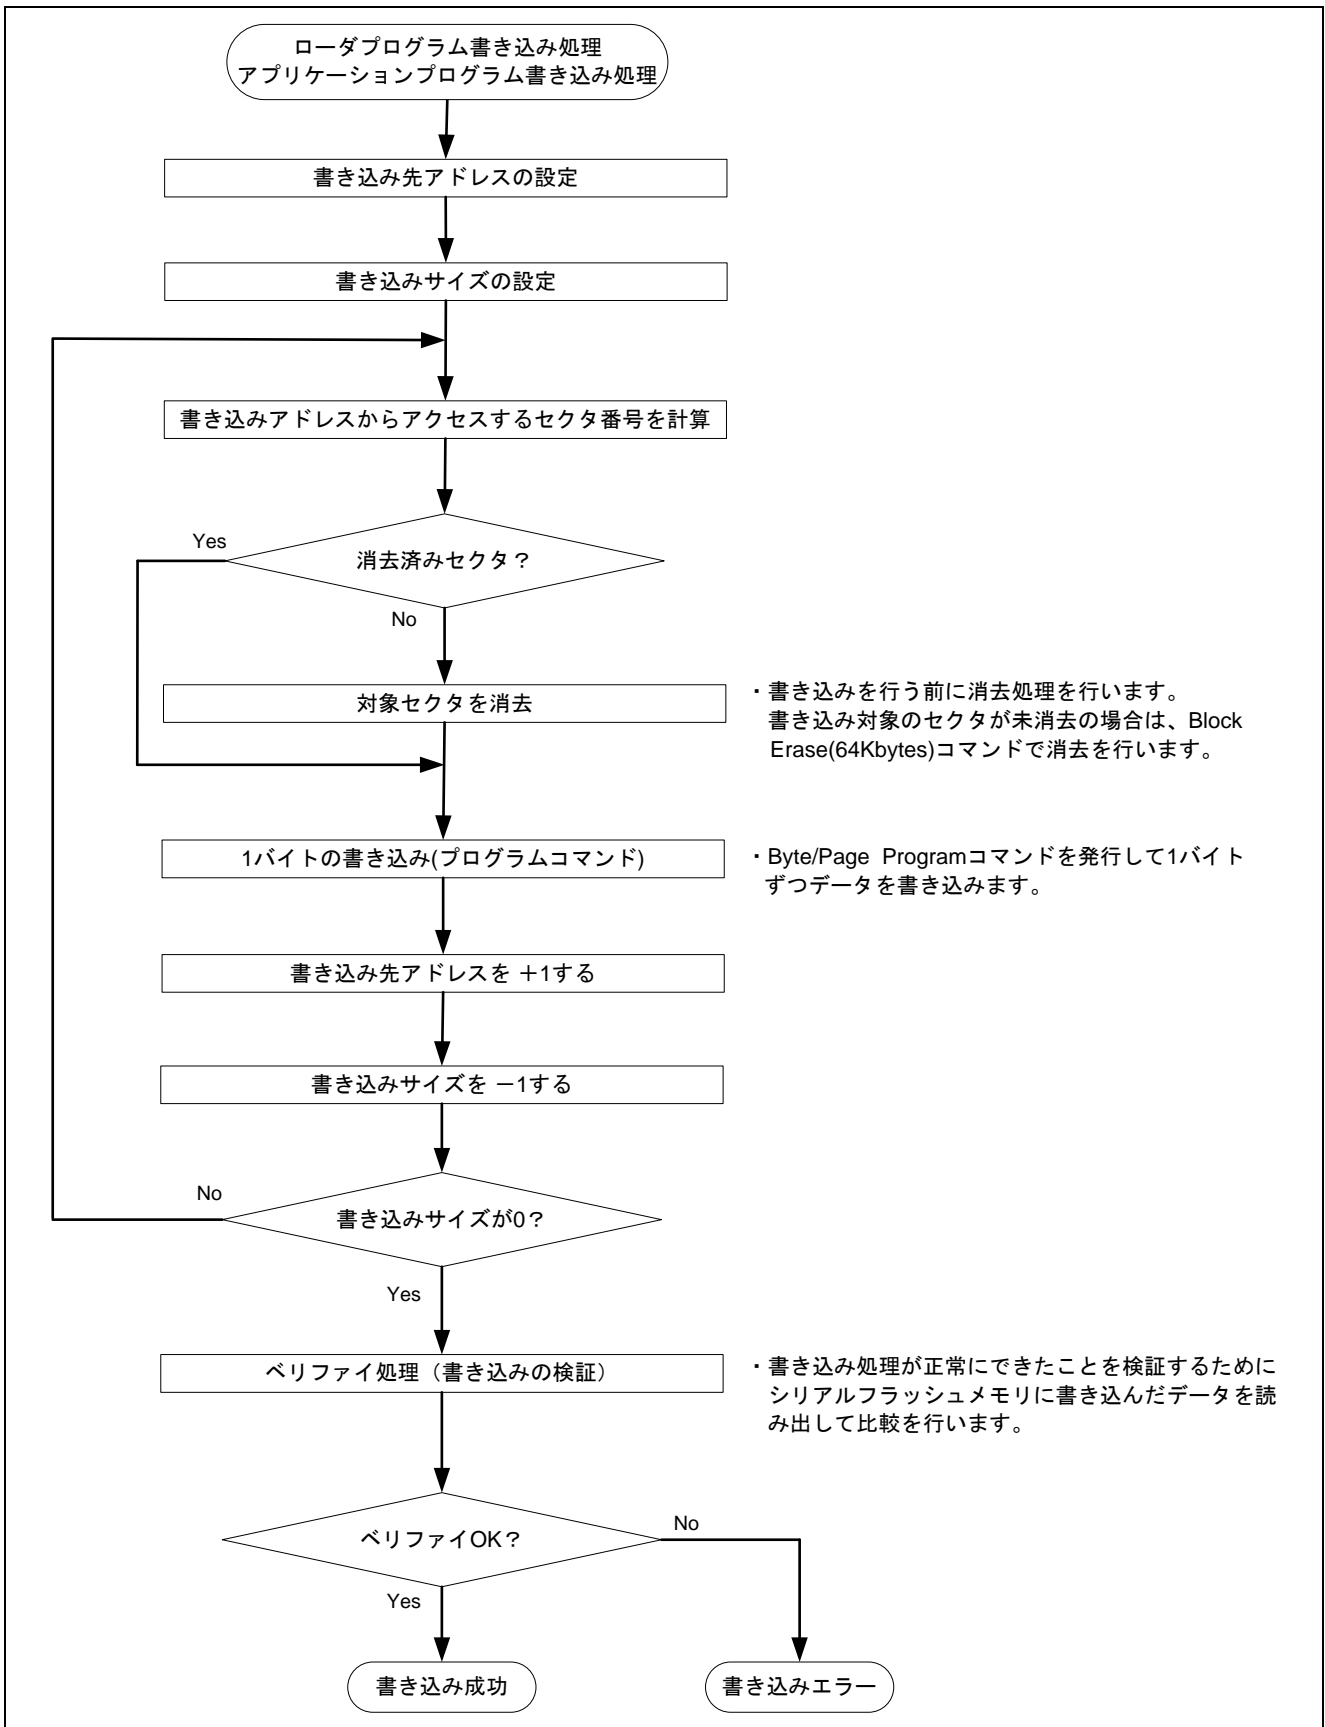 ローダプログラム書き込み処理
アプリケーションプログラム書き込み処理
書き込み先アドレスの設定
書き込みサイズの設定
書き込みアドレスからアクセスするセクタ番号を計算
Yes
消去済みセクタ？
No
対象セクタを消去
・書き込みを行う前に消去処理を行います。
書き込み対象のセクタが未消去の場合は、Block
Erase(64Kbytes)コマンドで消去を行います。
1バイトの書き込み(プログラムコマンド)
・Byte/Page Programコマンドを発行して1バイト
ずつデータを書き込みます。
書き込み先アドレスを ＋1する
書き込みサイズを －1する
No
書き込みサイズが0？
Yes
ベリファイ処理（書き込みの検証）
・書き込み処理が正常にできたことを検証するために
シリアルフラッシュメモリに書き込んだデータを読
み出して比較を行います。
ベリファイOK？
No
Yes
書き込み成功
書き込みエラー